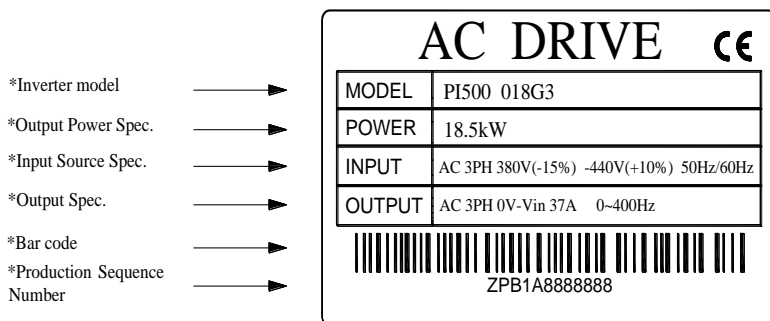 AC DRIVE CE
*Inverter model
MODEL PI500 018G3
*Output Power Spec.
POWER 18.5kW
*Input Source Spec.
INPUT AC 3PH 380V(-15%) -440V(+10%) 50Hz/60Hz
*Output Spec.
OUTPUT AC 3PH 0V-Vin 37A 0~400Hz
*Bar code
*Production Sequence
Number
ZPB1A8888888